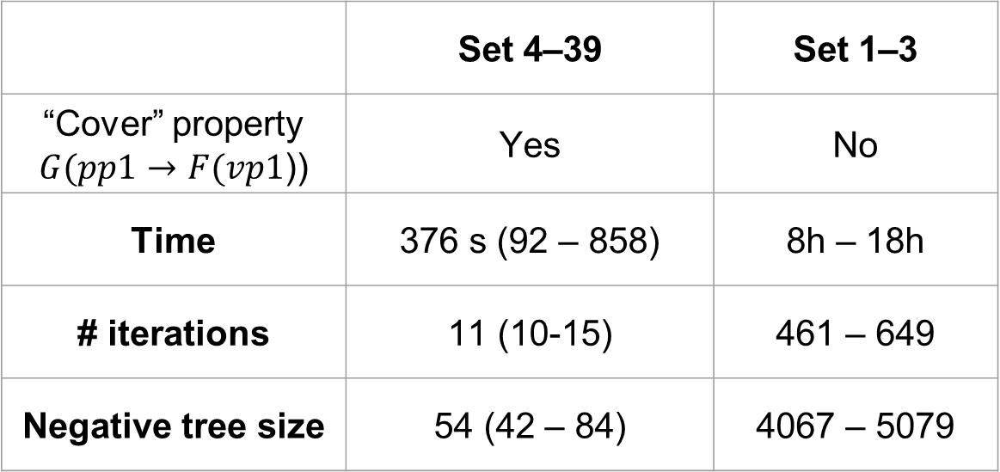 Set 4–39 Set 1–3
“Cover” property
G(pp1 → F(vp1)) Yes No
Time 376 s (92 – 858) 8h – 18h
# iterations 11 (10-15) 461 – 649
Negative tree size 54 (42 – 84) 4067 – 5079